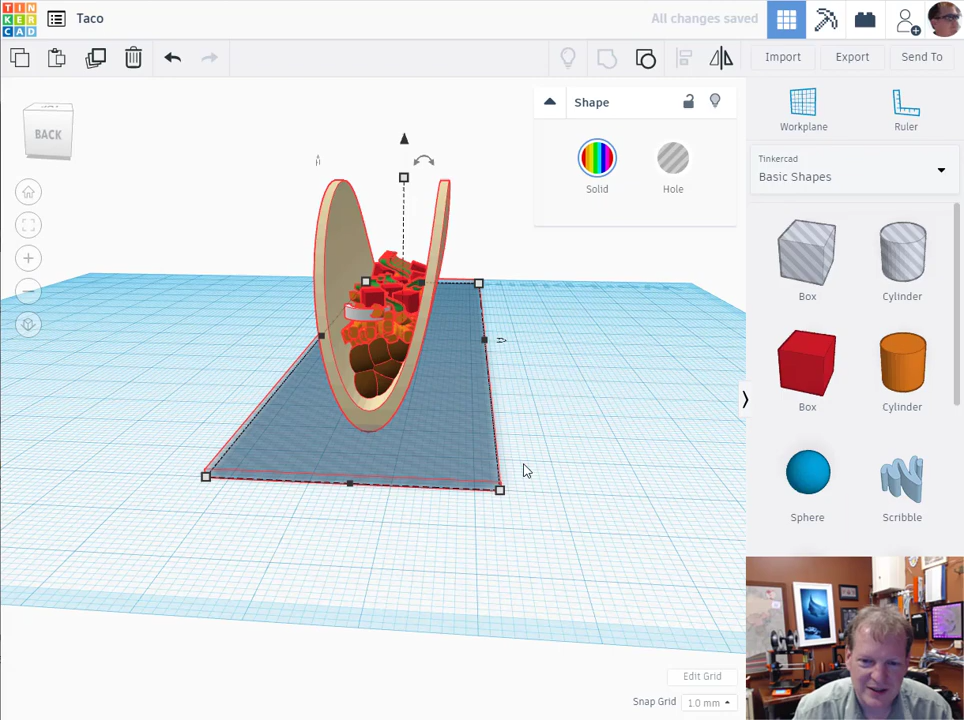 TIN
KER
CAD
Taco
All changes saved
Import
Export
Send To
BACK
Shape
Solid
Hole
Workplane
Ruler
Tinkercad
Basic Shapes
Box
Cylinder
Box
Cylinder
Sphere
Scribble
Edit Grid
Snap Grid
1.0 mm